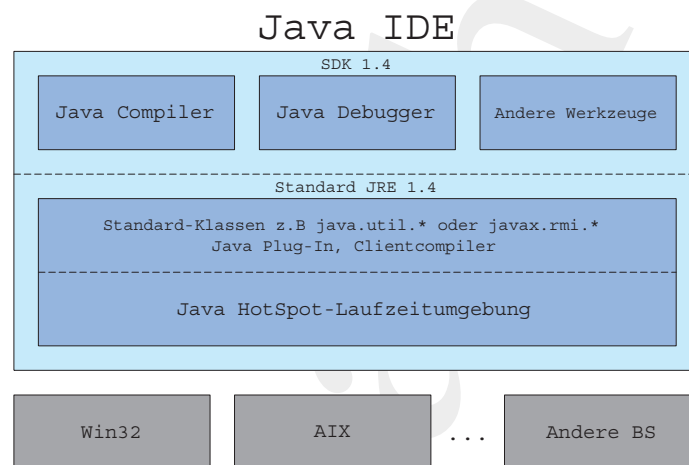 Java IDE
SDK 1.4
Java Compiler
Java Debugger
Andere Werkzeuge
Standard JRE 1.4
Standard-Klassen z.B java.util.* oder javax.rmi.*
Java Plug-In, Clientcompiler
Java HotSpot-Laufzeitumgebung
Win32
AIX
...
Andere BS